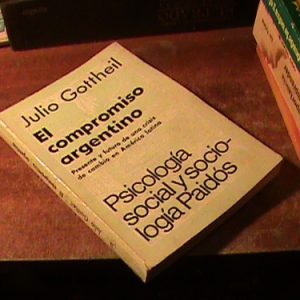 Julio Gottheil
El
compromiso
argentino
Presente y futuro de una crisis
de cambio en América latina
Psicología
social y socio-
logía Paidós